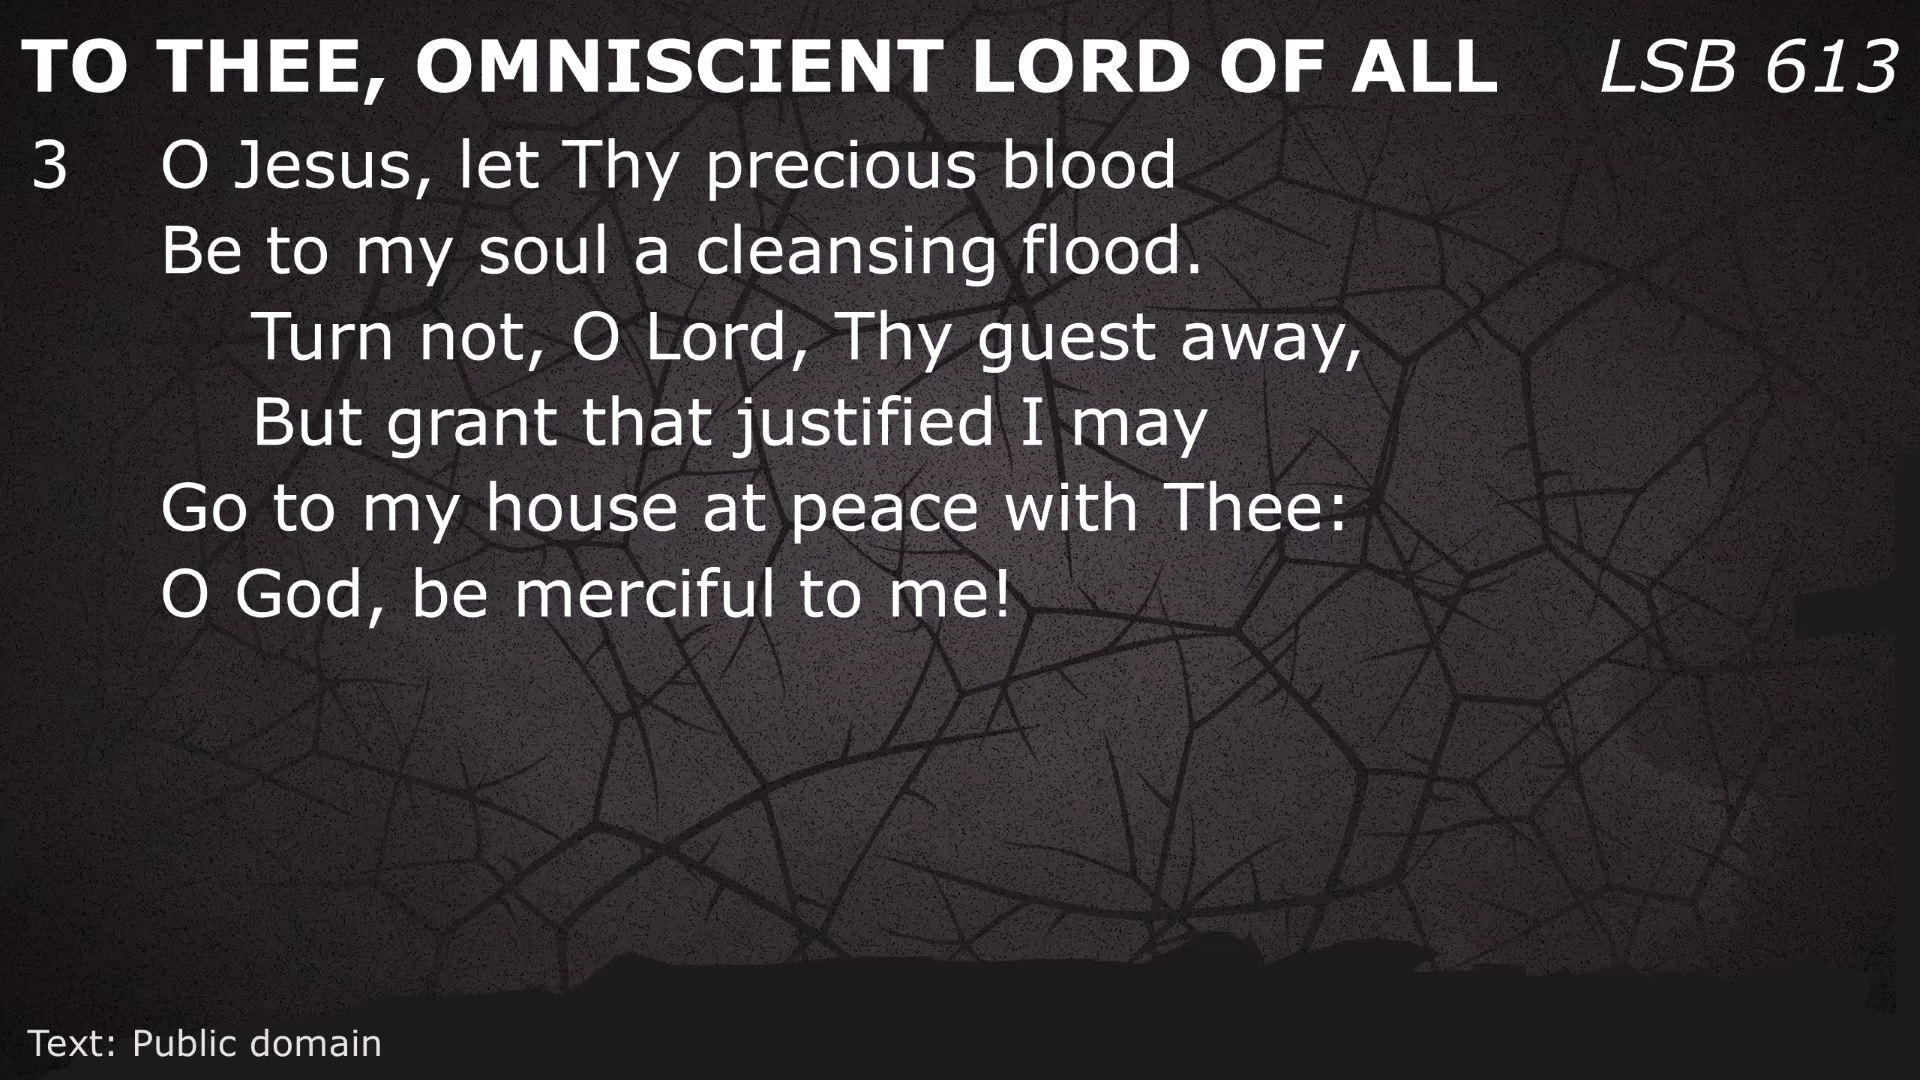 TO THEE, OMNISCIENT LORD OF ALL LSB 613
3 O Jesus, let Thy precious blood
Be to my soul a cleansing flood.
Turn not, O Lord, Thy guest away,
But grant that justified I may
Go to my house at peace with Thee:
O God, be merciful to me!
Text: Public domain